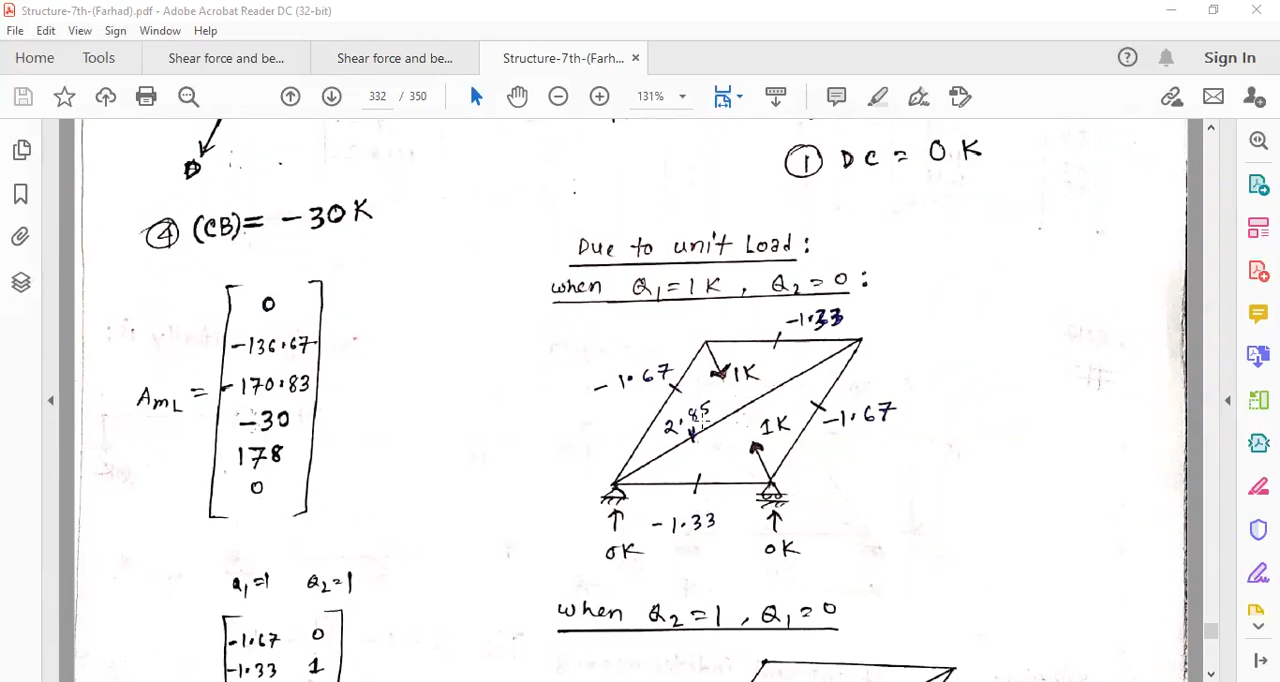 Structure-7th-(Farhad).pdf - Adobe Acrobat Reader DC (32-bit)
File Edit View Sign Window Help
Home Tools Shear force and be... Shear force and be... Structure-7th-(Farh... × Sign In
332 / 350 131%
D
① DC = 0 K
④ (CB) = -30K
Due to unit Load:
when Q₁ = 1 K, Q₂ = 0:
-1.33
-1.67
1K
2.85
1K
-1.67
-1.33
0K
0K
AmL =
0
-136.67
-170.83
-30
178
0
Q₁=1 Q₂=1
-1.67 0
-1.33 1
when Q₂ = 1, Q₁ = 0